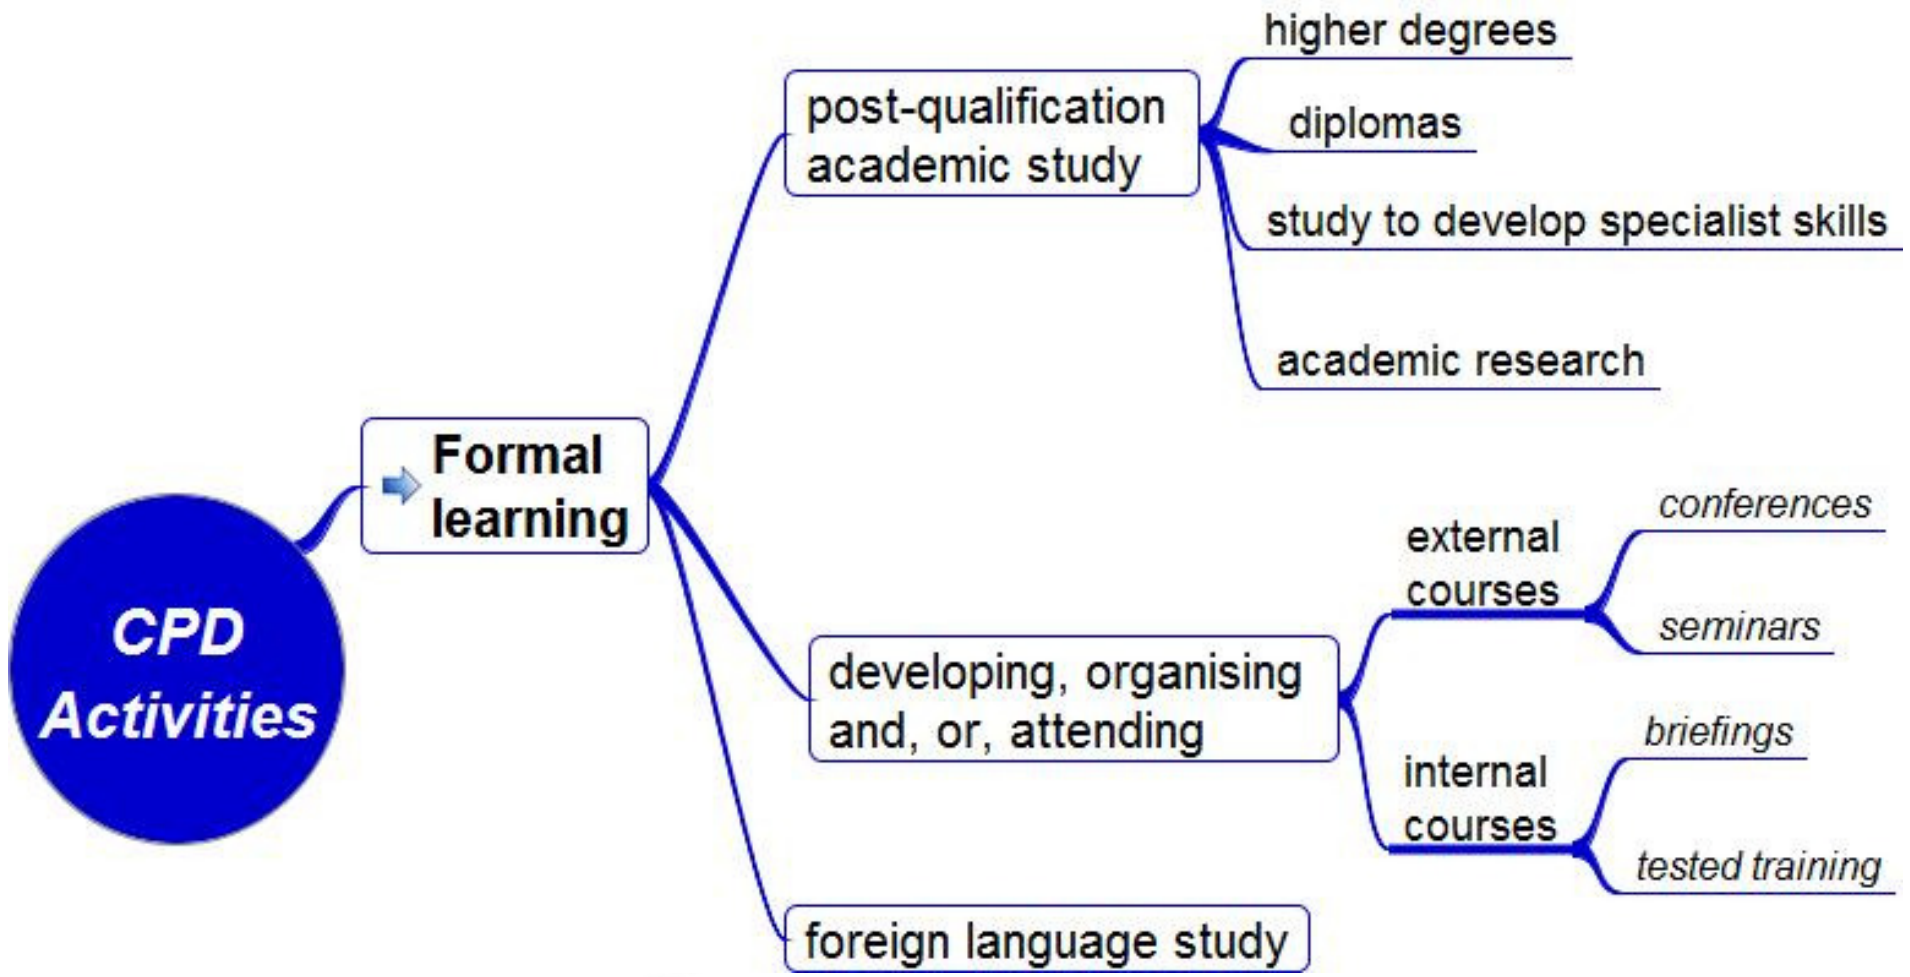 CPD
Activities
Formal
learning
post-qualification
academic study
higher degrees
diplomas
study to develop specialist skills
academic research
developing, organising
and, or, attending
external
courses
conferences
seminars
internal
courses
briefings
tested training
foreign language study